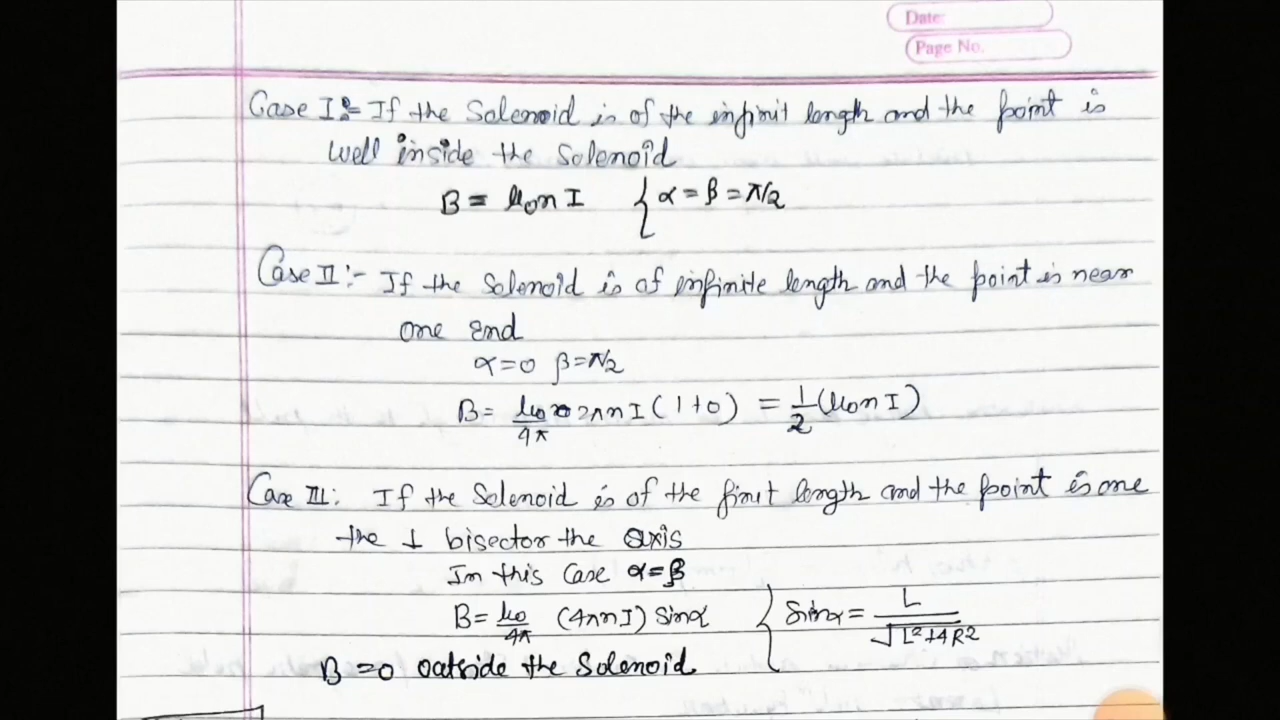 Date:
Page No.
Case I:- If the Solenoid is of the infinit length and the point is
well inside the Solenoid
B = μ₀nI { α = β = π/2
Case II:- If the Solenoid is of infinite length and the point is near
one end
α=0 β=π/2
B= μ₀/4π × 2πnI(1+0) = 1/2 (μ₀nI)
Case III: If the Solenoid is of the finit length and the point is one
the ⊥ bisector the axis
In this case α=β
B= μ₀/4π (4πnI) Sinα { Sinα = L/√L²+4R²
B=0 outside the Solenoid